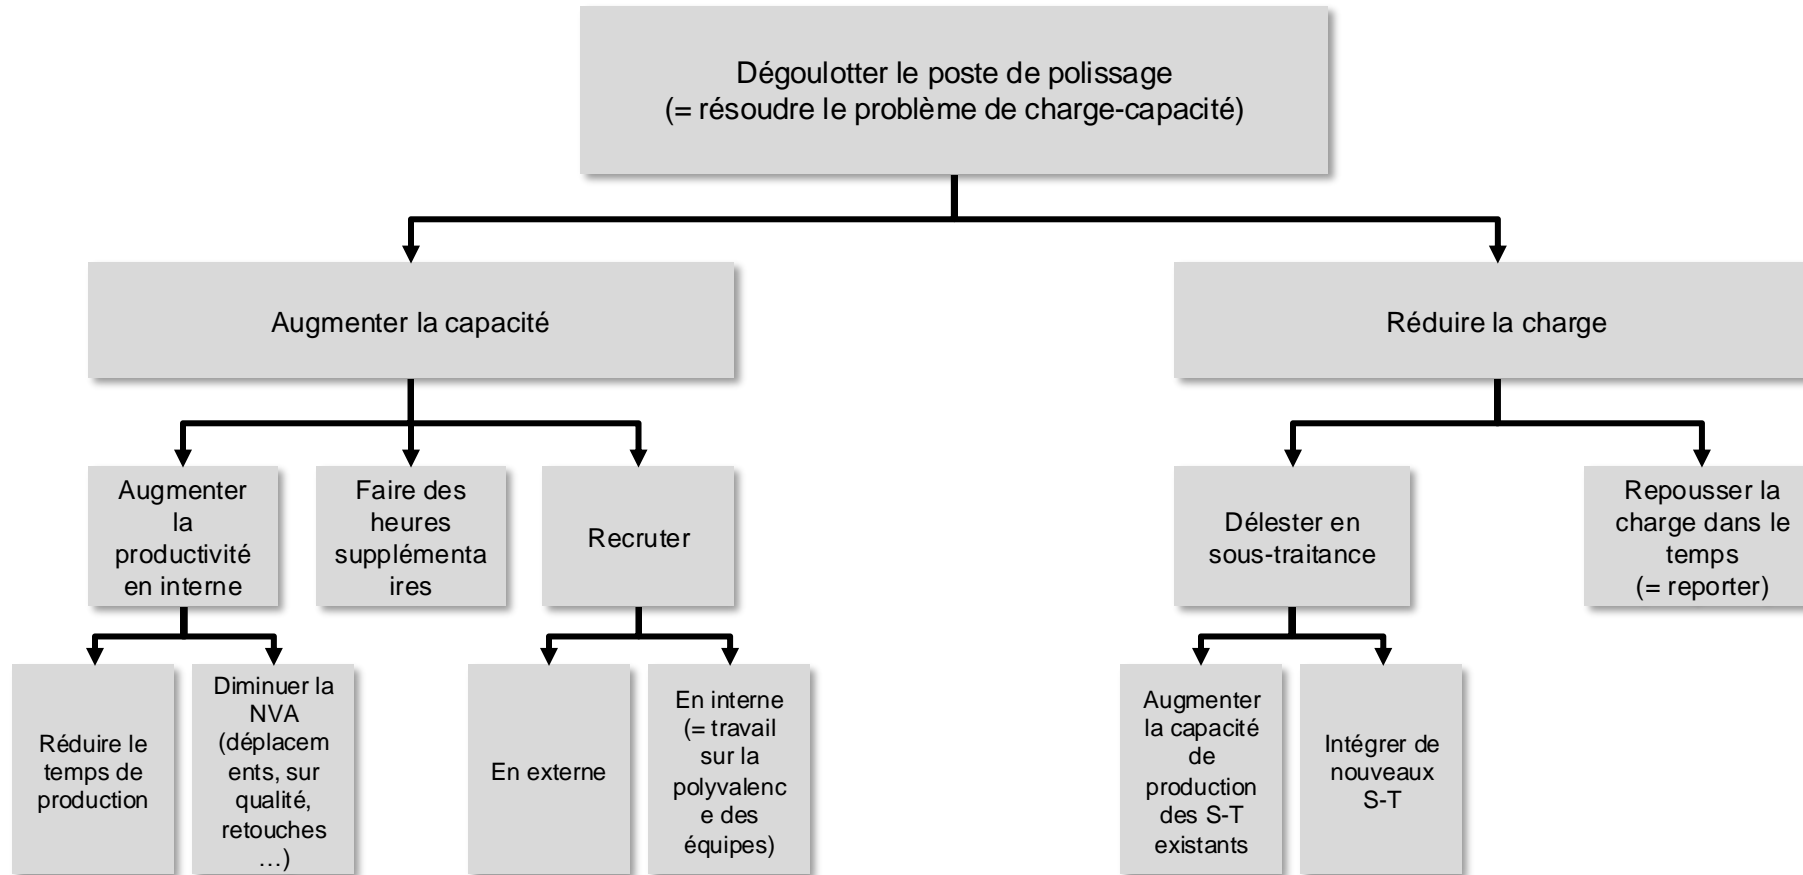 Dégoulotter le poste de polissage
(= résoudre le problème de charge-capacité)
Augmenter la capacité
Réduire la charge
Augmenter
la
productivité
en interne
Faire des
heures
supplémenta
ires
Recruter
Délester en
sous-traitance
Repousser la
charge dans le
temps
(= reporter)
Réduire le
temps de
production
Diminuer la
NVA
(déplacem
ents, sur
qualité,
retouches
…)
En externe
En interne
(= travail
sur la
polyvalenc
e des
équipes)
Augmenter
la capacité
de
production
des S-T
existants
Intégrer de
nouveaux
S-T